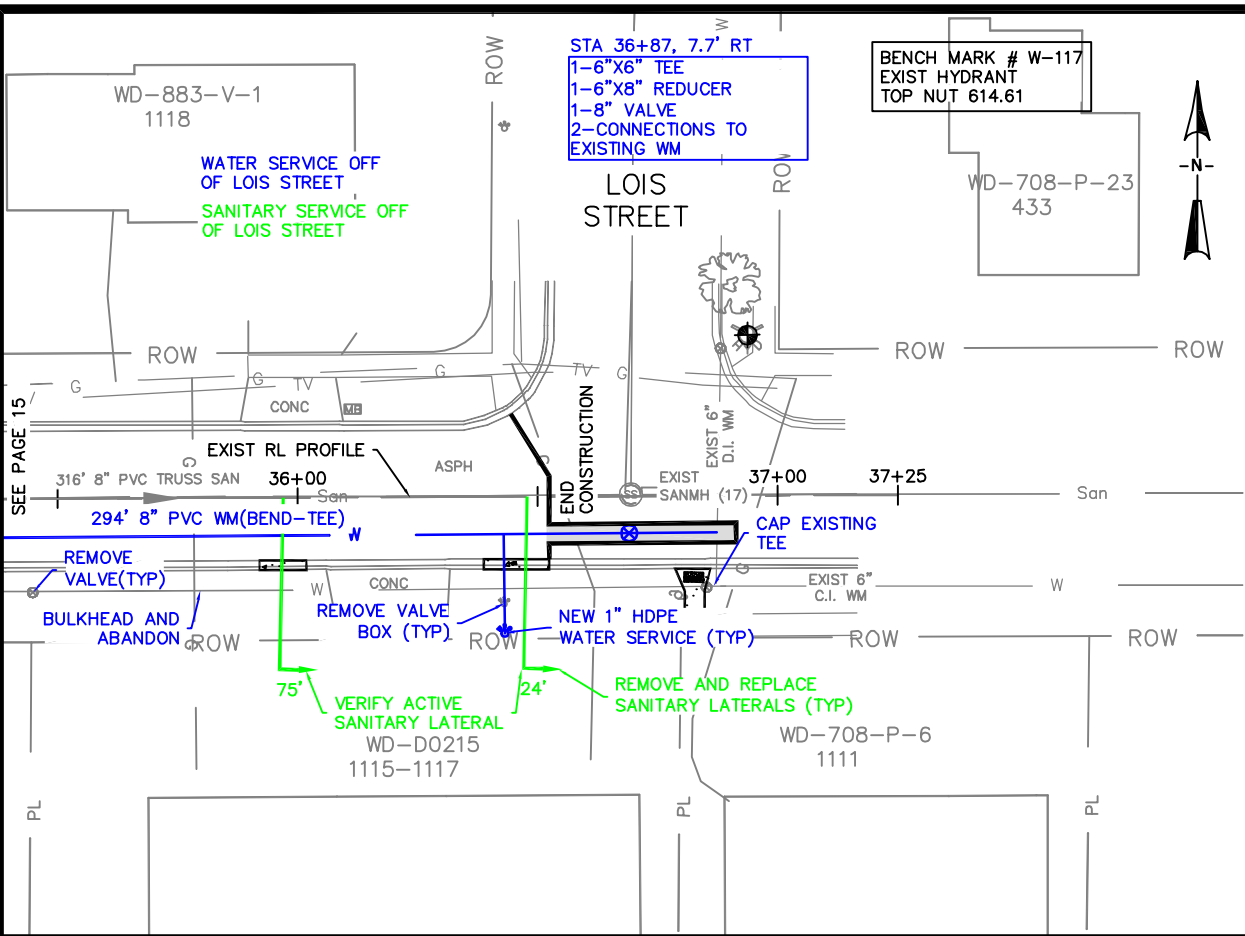 STA 36+87, 7.7' RT
1-6"X6" TEE
1-6"X8" REDUCER
1-8" VALVE
2-CONNECTIONS TO
EXISTING WM
BENCH MARK # W-117
EXIST HYDRANT
TOP NUT 614.61
ROW
W
ROW
WD-883-V-1
1118
WATER SERVICE OFF
OF LOIS STREET
SANITARY SERVICE OFF
OF LOIS STREET
LOIS
STREET
WD-708-P-23
433
-N-
ROW
ROW
ROW
G
G
TV
G
TV
G
CONC
MB
SEE PAGE 15
EXIST RL PROFILE
ASPH
G
G
END
CONSTRUCTION
EXIST 6"
D.I. WM
316' 8" PVC TRUSS SAN
36+00
San
SS
EXIST
SANMH (17)
37+00
37+25
San
294' 8" PVC WM(BEND-TEE)
W
CAP EXISTING
TEE
REMOVE
VALVE(TYP)
W
CONC
G
EXIST 6"
C.I. WM
W
BULKHEAD AND
ABANDON
REMOVE VALVE
BOX (TYP)
NEW 1" HDPE
WATER SERVICE (TYP)
G
ROW
ROW
ROW
ROW
75'
24'
VERIFY ACTIVE
SANITARY LATERAL
REMOVE AND REPLACE
SANITARY LATERALS (TYP)
WD-D0215
1115-1117
WD-708-P-6
1111
PL
PL
PL